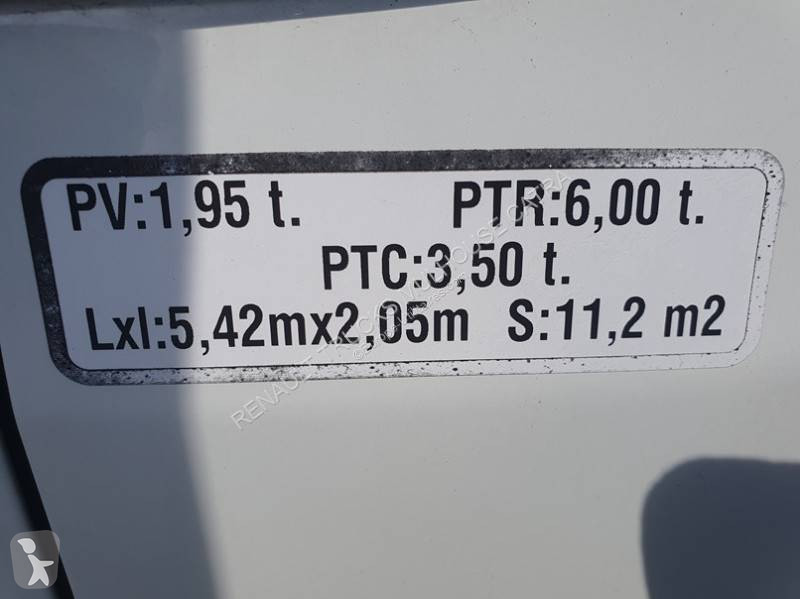 PV:1,95 t. PTR:6,00 t.
PTC:3,50 t.
Lxl:5,42mx2,05m S:11,2 m2